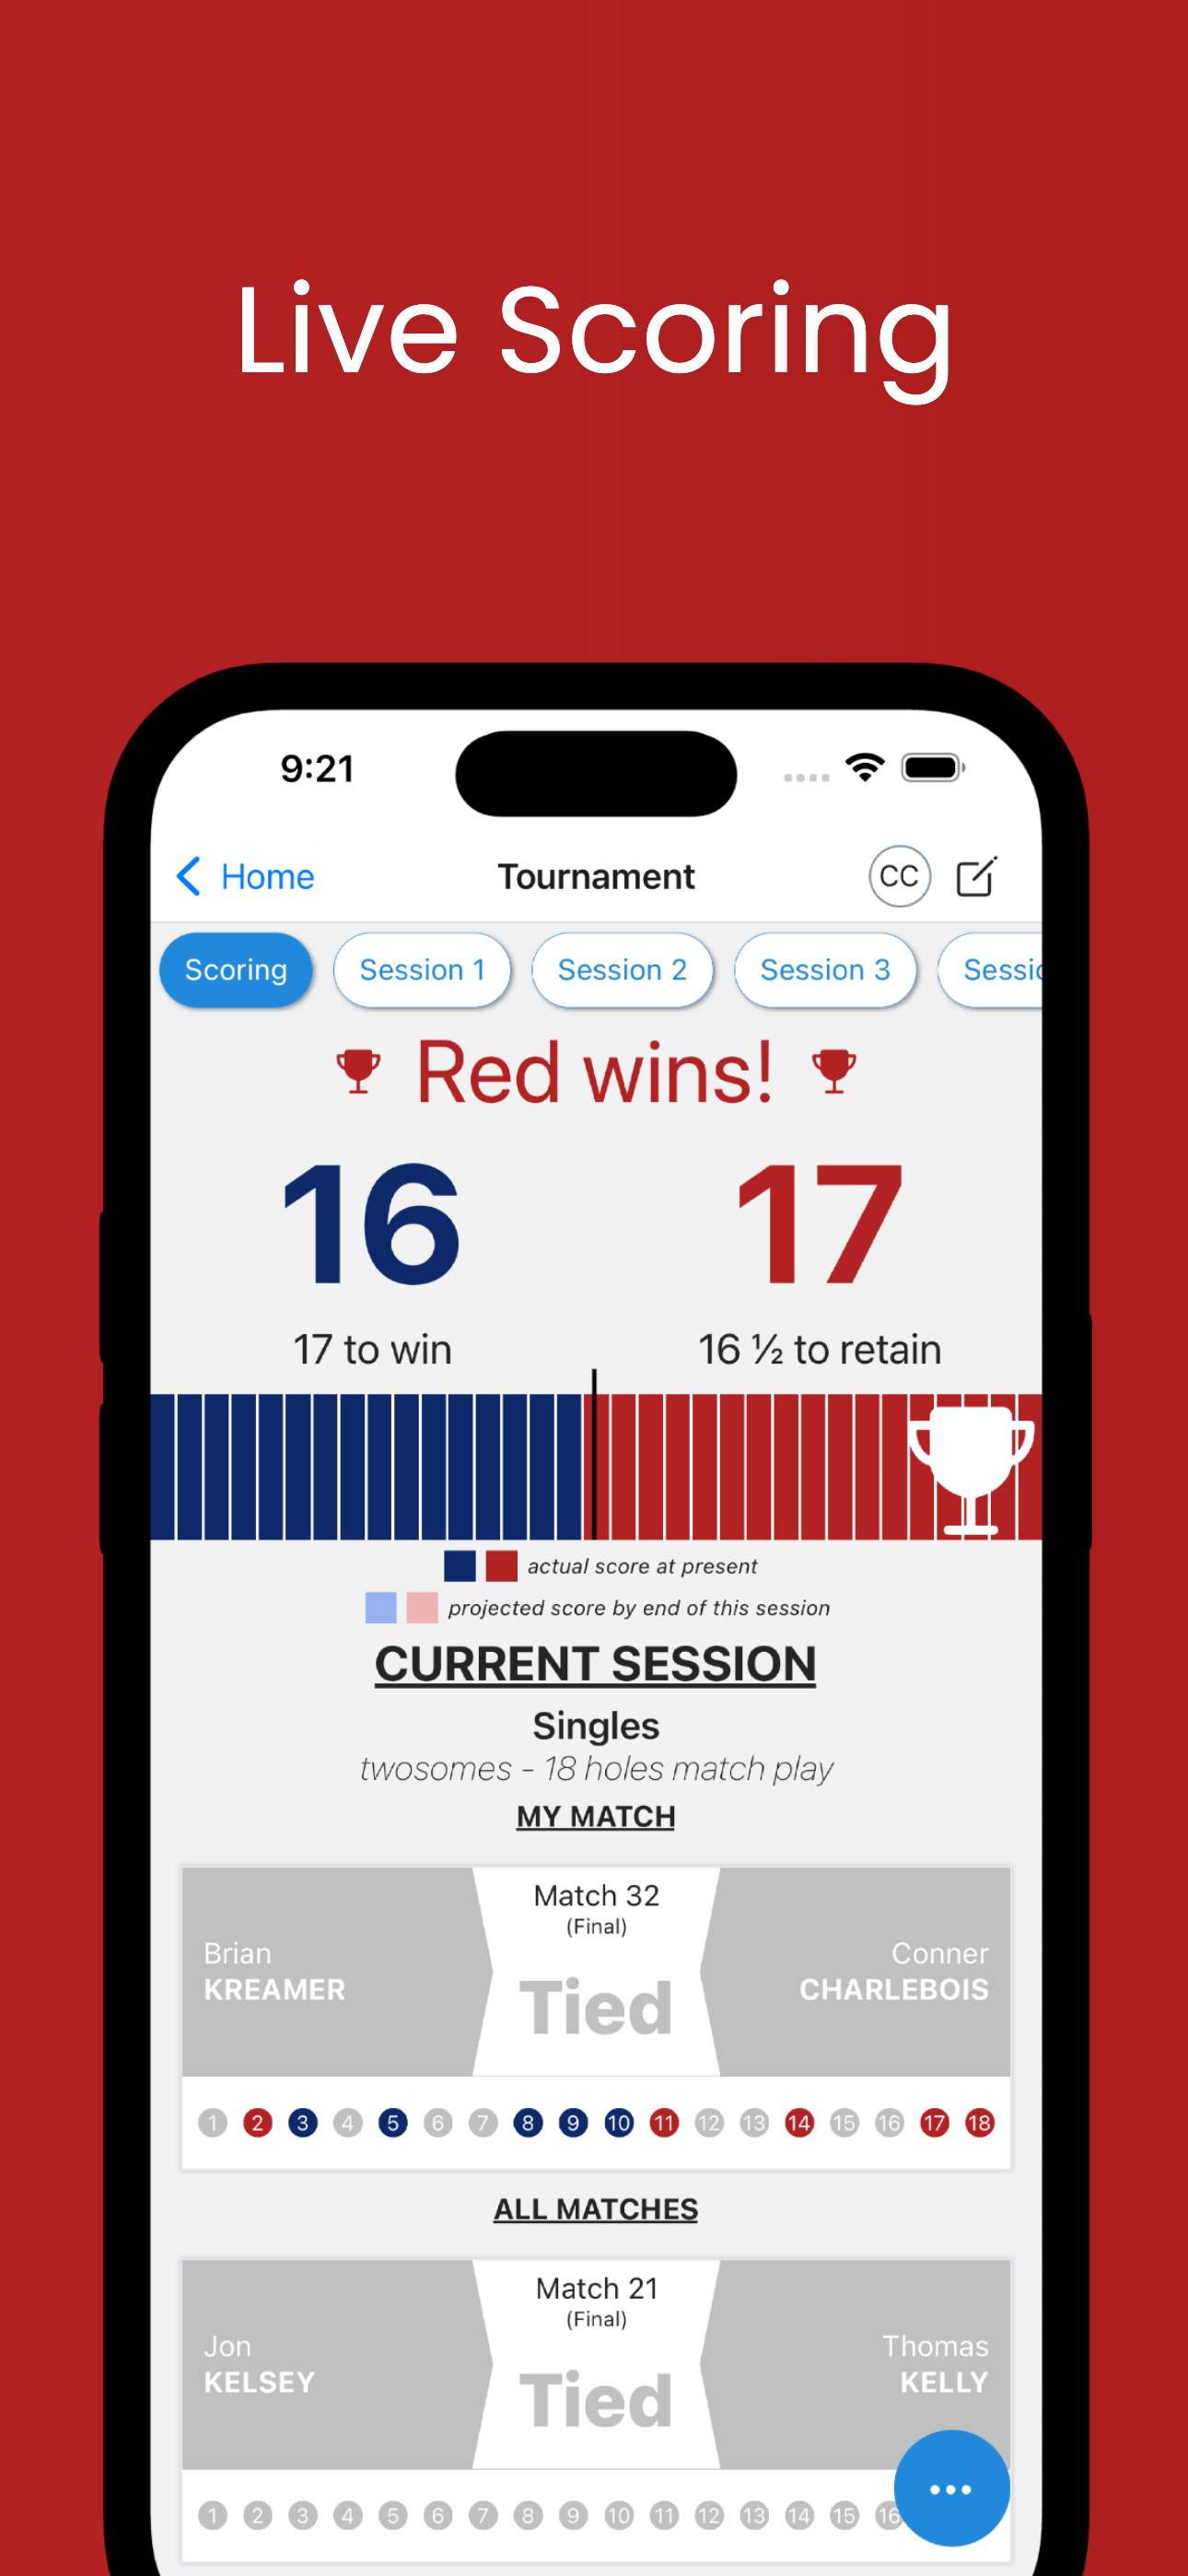 Live Scoring
9:21
Home
Tournament
CC
Scoring
Session 1
Session 2
Session 3
Sessic
Red wins!
16
17
17 to win
16 ½ to retain
actual score at present
projected score by end of this session
CURRENT SESSION
Singles
twosomes - 18 holes match play
MY MATCH
Match 32
(Final)
Brian
KREAMER
Tied
Conner
CHARLEBOIS
1 2 3 4 5 6 7 8 9 10 11 12 13 14 15 16 17 18
ALL MATCHES
Match 21
(Final)
Jon
KELSEY
Tied
Thomas
KELLY
1 2 3 4 5 6 7 8 9 10 11 12 13 14 15 16